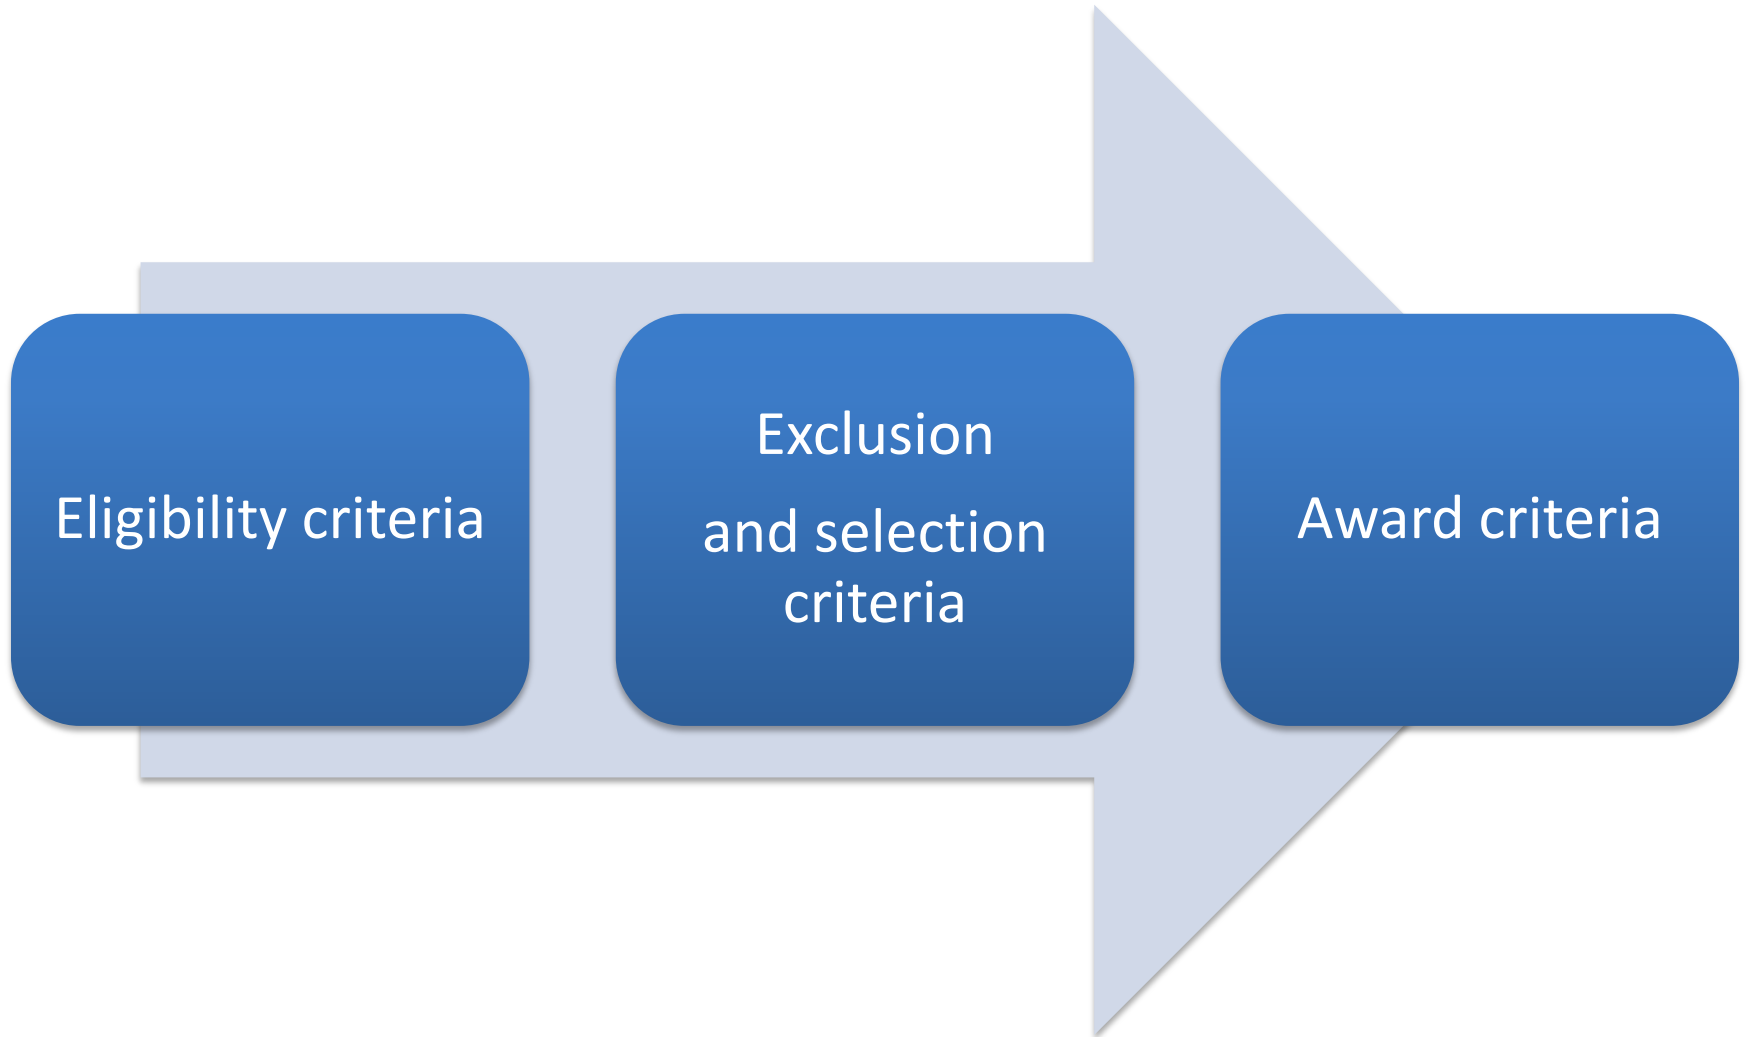 Eligibility criteria
Exclusion
and selection
criteria
Award criteria